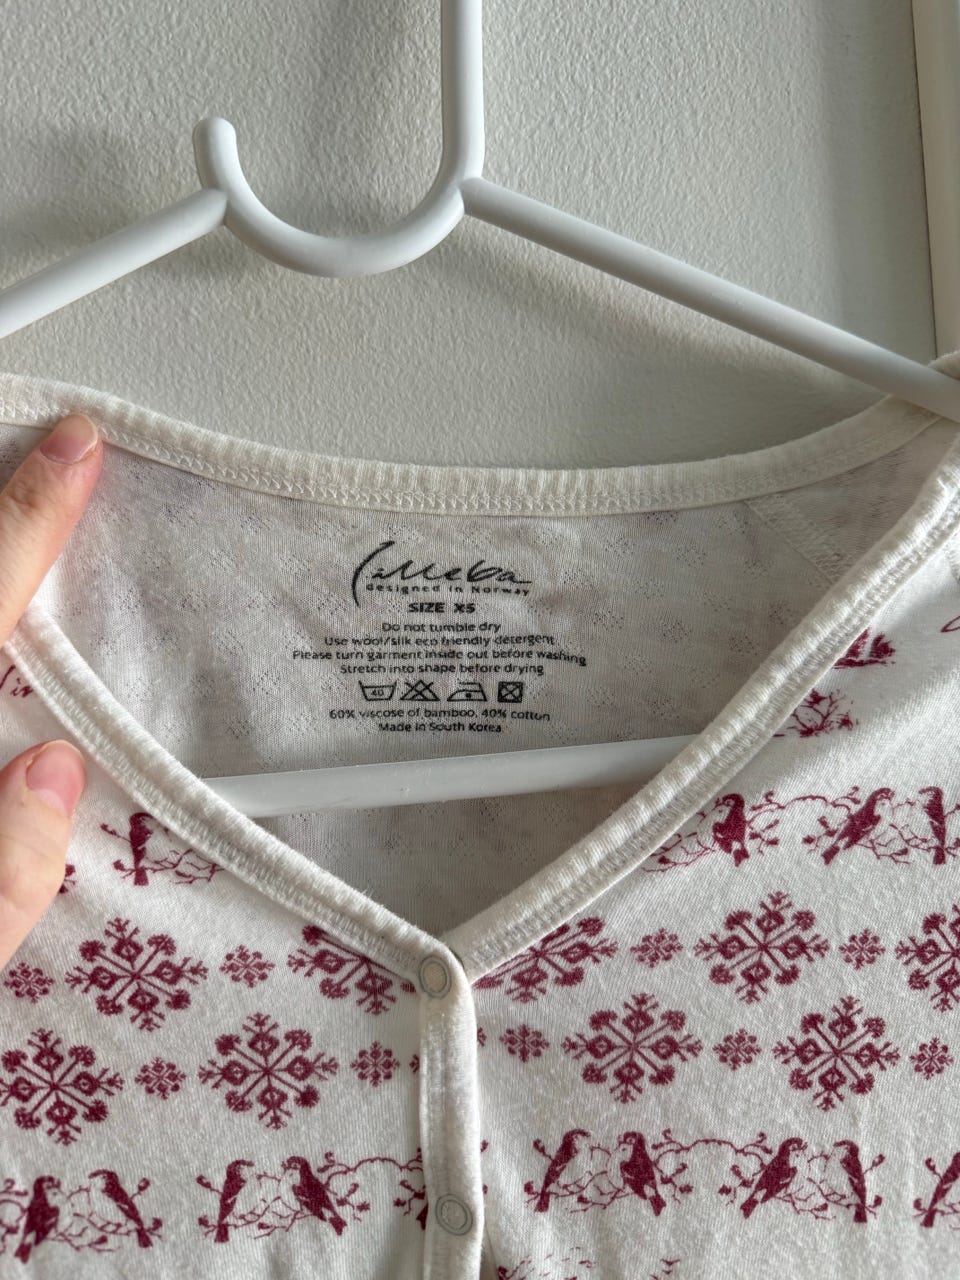 Lilleba
designed in Norway
SIZE XS
Do not tumble dry
Use wool/silk eco friendly detergent
Please turn garment inside out before washing
Stretch into shape before drying
40
60% viscose of bamboo, 40% cotton
Made in South Korea